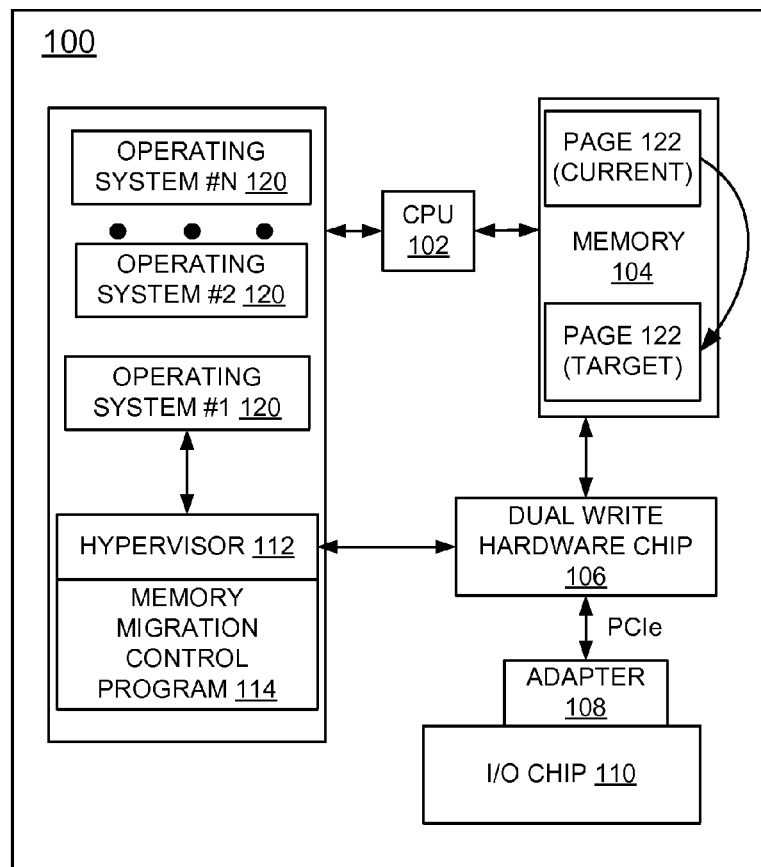 100
OPERATING
SYSTEM #N 120
OPERATING
SYSTEM #2 120
OPERATING
SYSTEM #1 120
HYPERVISOR 112
MEMORY
MIGRATION
CONTROL
PROGRAM 114
CPU
102
PAGE 122
(CURRENT)
MEMORY
104
PAGE 122
(TARGET)
DUAL WRITE
HARDWARE CHIP
106
PCIe
ADAPTER
108
I/O CHIP 110